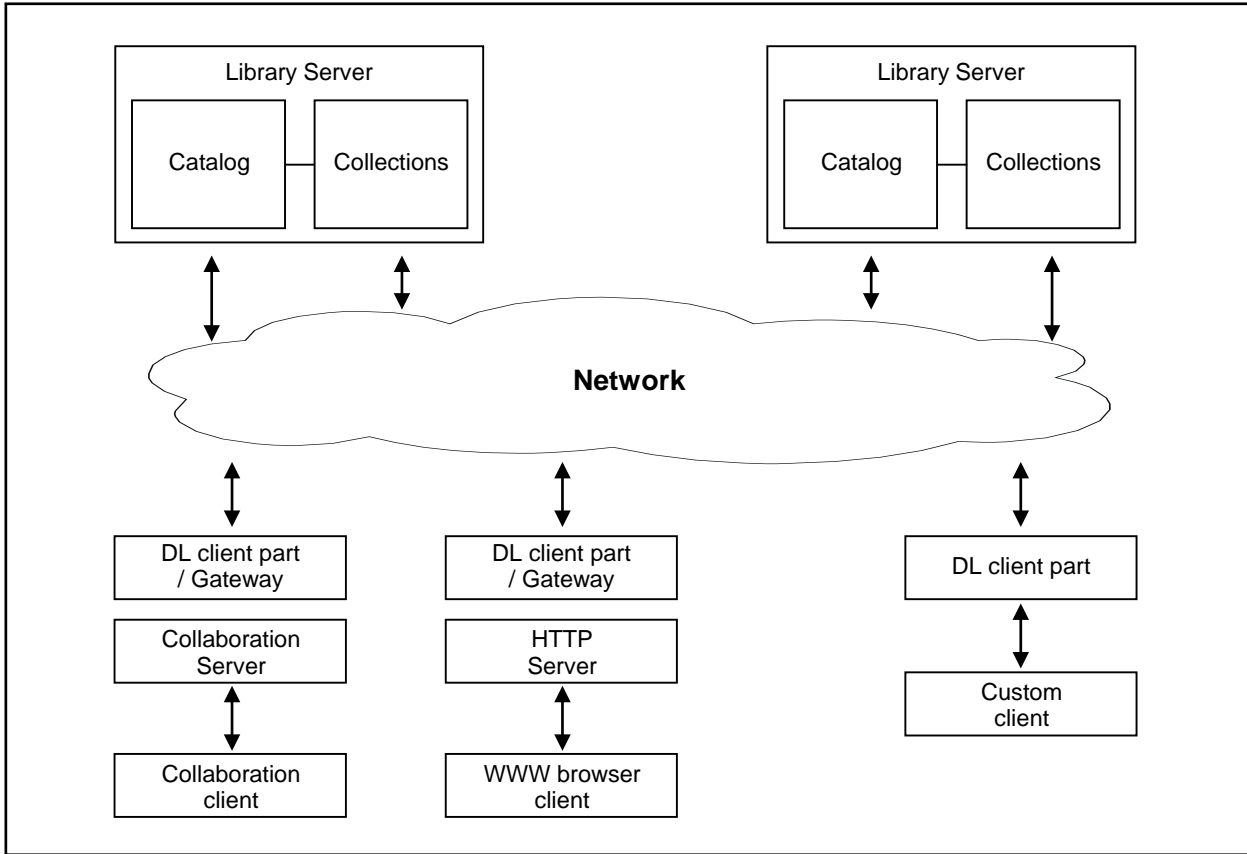 Library Server
Catalog
Collections
Library Server
Catalog
Collections
Network
DL client part
/ Gateway
DL client part
/ Gateway
DL client part
Collaboration
Server
HTTP
Server
Custom
client
Collaboration
client
WWW browser
client